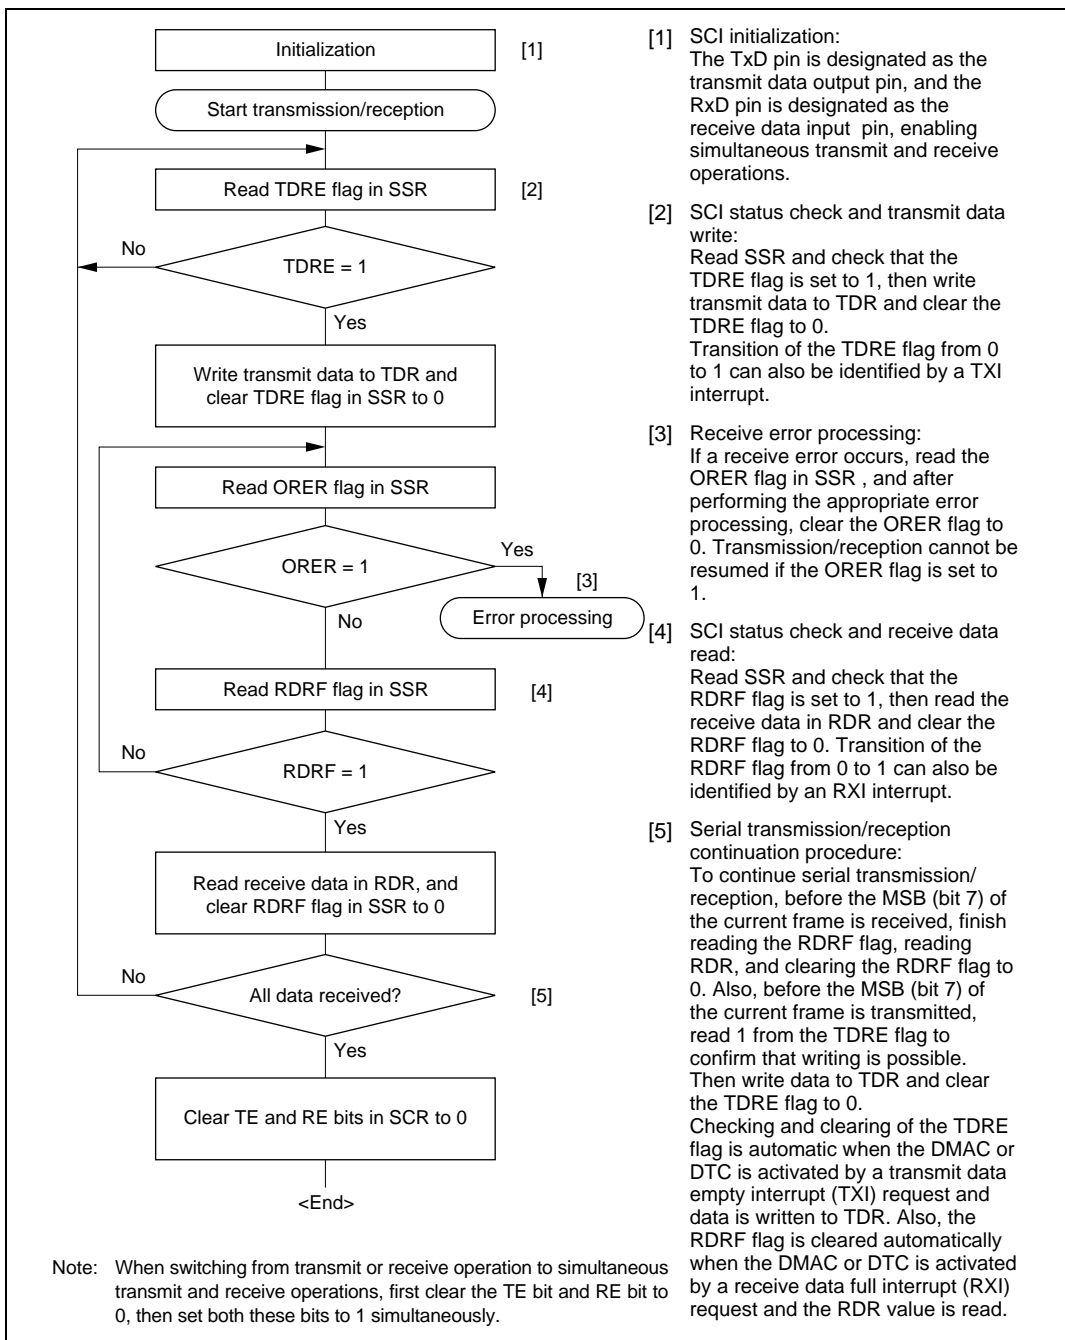 Initialization
[1]
Start transmission/reception
Read TDRE flag in SSR
[2]
No
TDRE = 1
Yes
Write transmit data to TDR and
clear TDRE flag in SSR to 0
Read ORER flag in SSR
ORER = 1
Yes
[3]
Error processing
No
Read RDRF flag in SSR
[4]
No
RDRF = 1
Yes
Read receive data in RDR, and
clear RDRF flag in SSR to 0
No
All data received?
[5]
Yes
Clear TE and RE bits in SCR to 0
<End>
[1] SCI initialization:
The TxD pin is designated as the
transmit data output pin, and the
RxD pin is designated as the
receive data input pin, enabling
simultaneous transmit and receive
operations.
[2] SCI status check and transmit data
write:
Read SSR and check that the
TDRE flag is set to 1, then write
transmit data to TDR and clear the
TDRE flag to 0.
Transition of the TDRE flag from 0
to 1 can also be identified by a TXI
interrupt.
[3] Receive error processing:
If a receive error occurs, read the
ORER flag in SSR , and after
performing the appropriate error
processing, clear the ORER flag to
0. Transmission/reception cannot be
resumed if the ORER flag is set to
1.
[4] SCI status check and receive data
read:
Read SSR and check that the
RDRF flag is set to 1, then read the
receive data in RDR and clear the
RDRF flag to 0. Transition of the
RDRF flag from 0 to 1 can also be
identified by an RXI interrupt.
[5] Serial transmission/reception
continuation procedure:
To continue serial transmission/
reception, before the MSB (bit 7) of
the current frame is received, finish
reading the RDRF flag, reading
RDR, and clearing the RDRF flag to
0. Also, before the MSB (bit 7) of
the current frame is transmitted,
read 1 from the TDRE flag to
confirm that writing is possible.
Then write data to TDR and clear
the TDRE flag to 0.
Checking and clearing of the TDRE
flag is automatic when the DMAC or
DTC is activated by a transmit data
empty interrupt (TXI) request and
data is written to TDR. Also, the
RDRF flag is cleared automatically
when the DMAC or DTC is activated
by a receive data full interrupt (RXI)
request and the RDR value is read.
Note: When switching from transmit or receive operation to simultaneous
transmit and receive operations, first clear the TE bit and RE bit to
0, then set both these bits to 1 simultaneously.